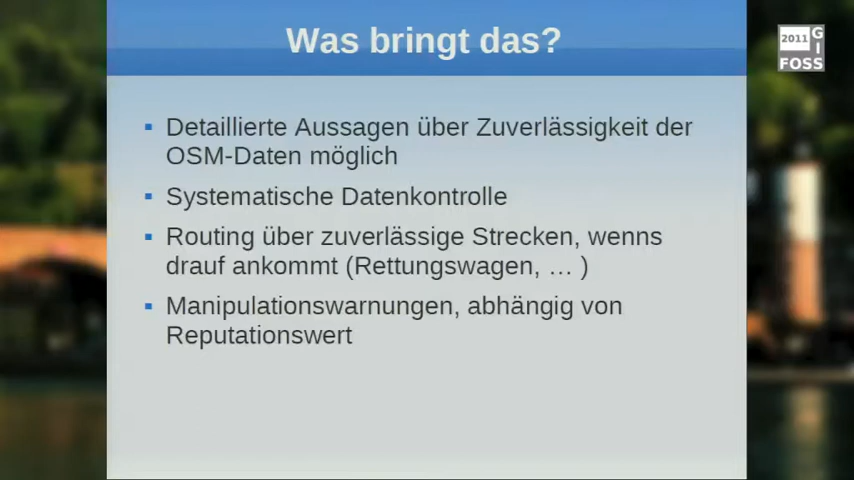 Was bringt das?
2011
GI
FOSS
Detaillierte Aussagen über Zuverlässigkeit der
OSM-Daten möglich
Systematische Datenkontrolle
Routing über zuverlässige Strecken, wenns
drauf ankommt (Rettungswagen, … )
Manipulationswarnungen, abhängig von
Reputationswert